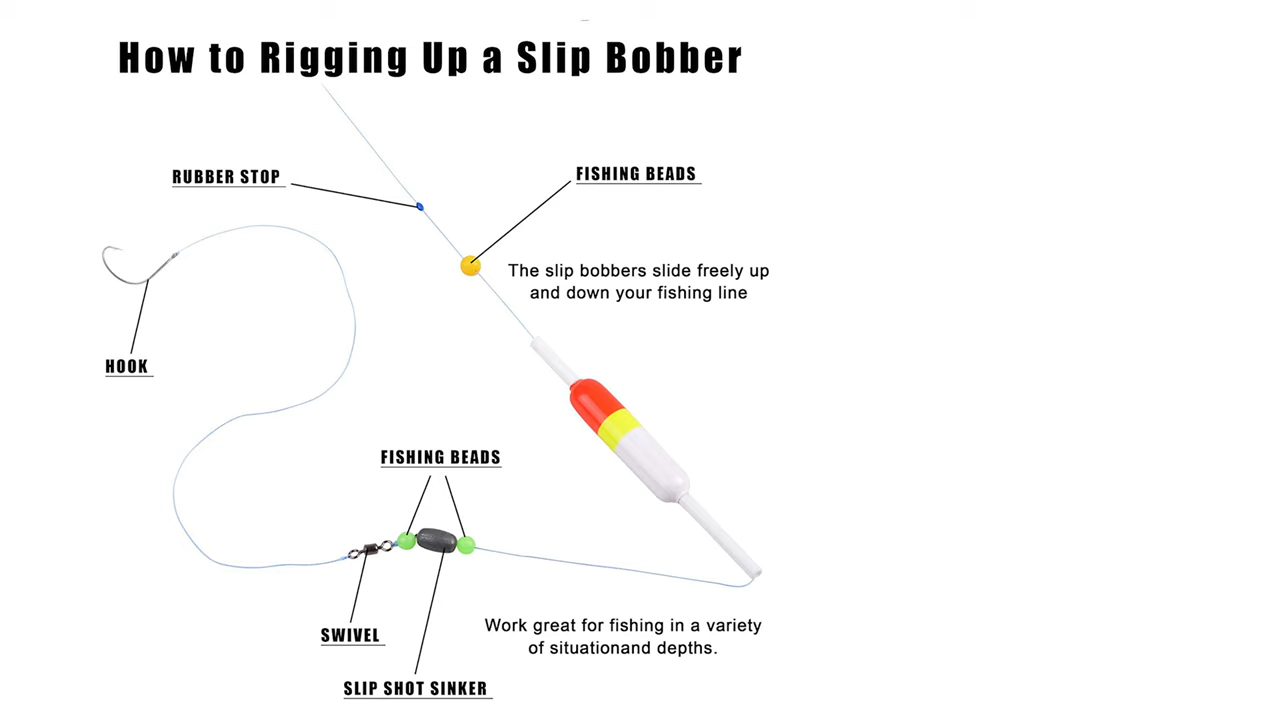 How to Rigging Up a Slip Bobber
RUBBER STOP
FISHING BEADS
The slip bobbers slide freely up
and down your fishing line
HOOK
FISHING BEADS
SWIVEL
Work great for fishing in a variety
of situationand depths.
SLIP SHOT SINKER